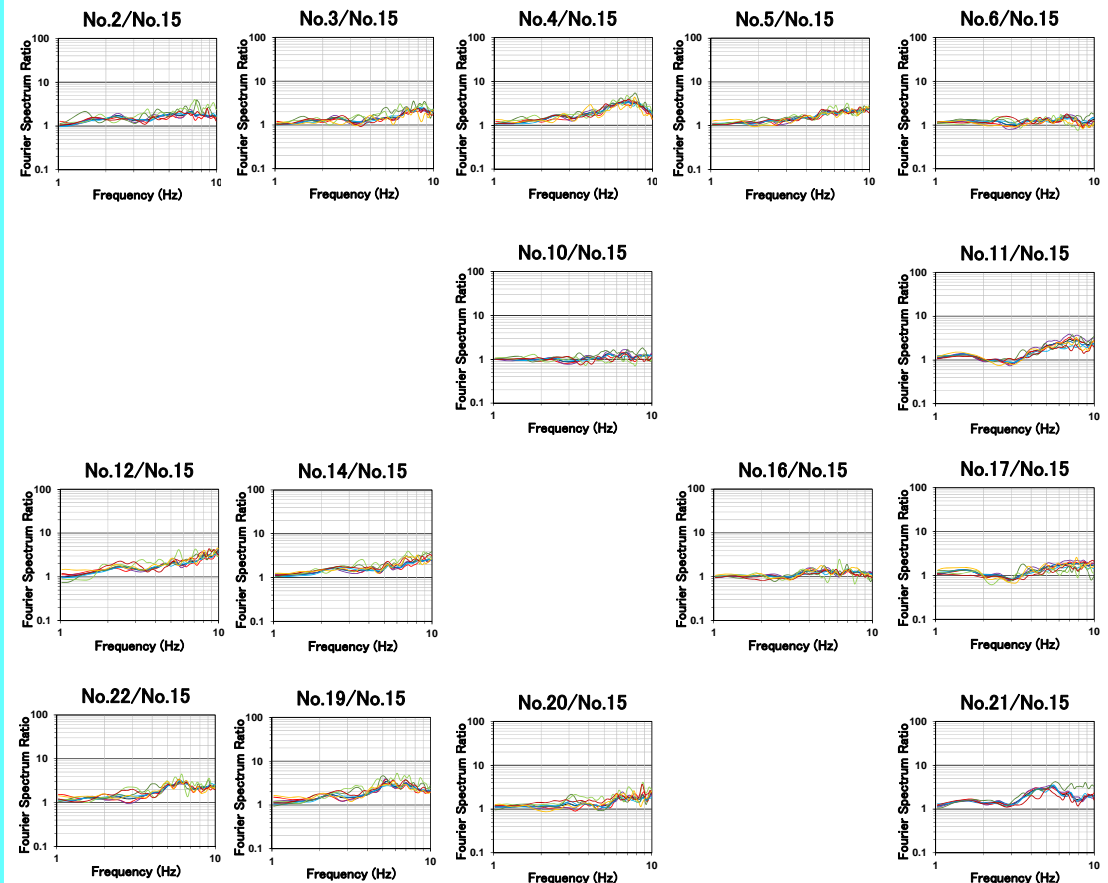 No.2/No.15
Fourier Spectrum Ratio
100
10
1
0.1
1
10
Frequency (Hz)
No.3/No.15
Fourier Spectrum Ratio
100
10
1
0.1
1
10
Frequency (Hz)
No.4/No.15
Fourier Spectrum Ratio
100
10
1
0.1
1
10
Frequency (Hz)
No.5/No.15
Fourier Spectrum Ratio
100
10
1
0.1
1
10
Frequency (Hz)
No.6/No.15
Fourier Spectrum Ratio
100
10
1
0.1
1
10
Frequency (Hz)
No.10/No.15
Fourier Spectrum Ratio
100
10
1
0.1
1
10
Frequency (Hz)
No.11/No.15
Fourier Spectrum Ratio
100
10
1
0.1
1
10
Frequency (Hz)
No.12/No.15
Fourier Spectrum Ratio
100
10
1
0.1
1
10
Frequency (Hz)
No.14/No.15
Fourier Spectrum Ratio
100
10
1
0.1
1
10
Frequency (Hz)
No.16/No.15
Fourier Spectrum Ratio
100
10
1
0.1
1
10
Frequency (Hz)
No.17/No.15
Fourier Spectrum Ratio
100
10
1
0.1
1
10
Frequency (Hz)
No.22/No.15
Fourier Spectrum Ratio
100
10
1
0.1
1
10
Frequency (Hz)
No.19/No.15
Fourier Spectrum Ratio
100
10
1
0.1
1
10
Frequency (Hz)
No.20/No.15
Fourier Spectrum Ratio
100
10
1
0.1
1
10
Frequency (Hz)
No.21/No.15
Fourier Spectrum Ratio
100
10
1
0.1
1
10
Frequency (Hz)